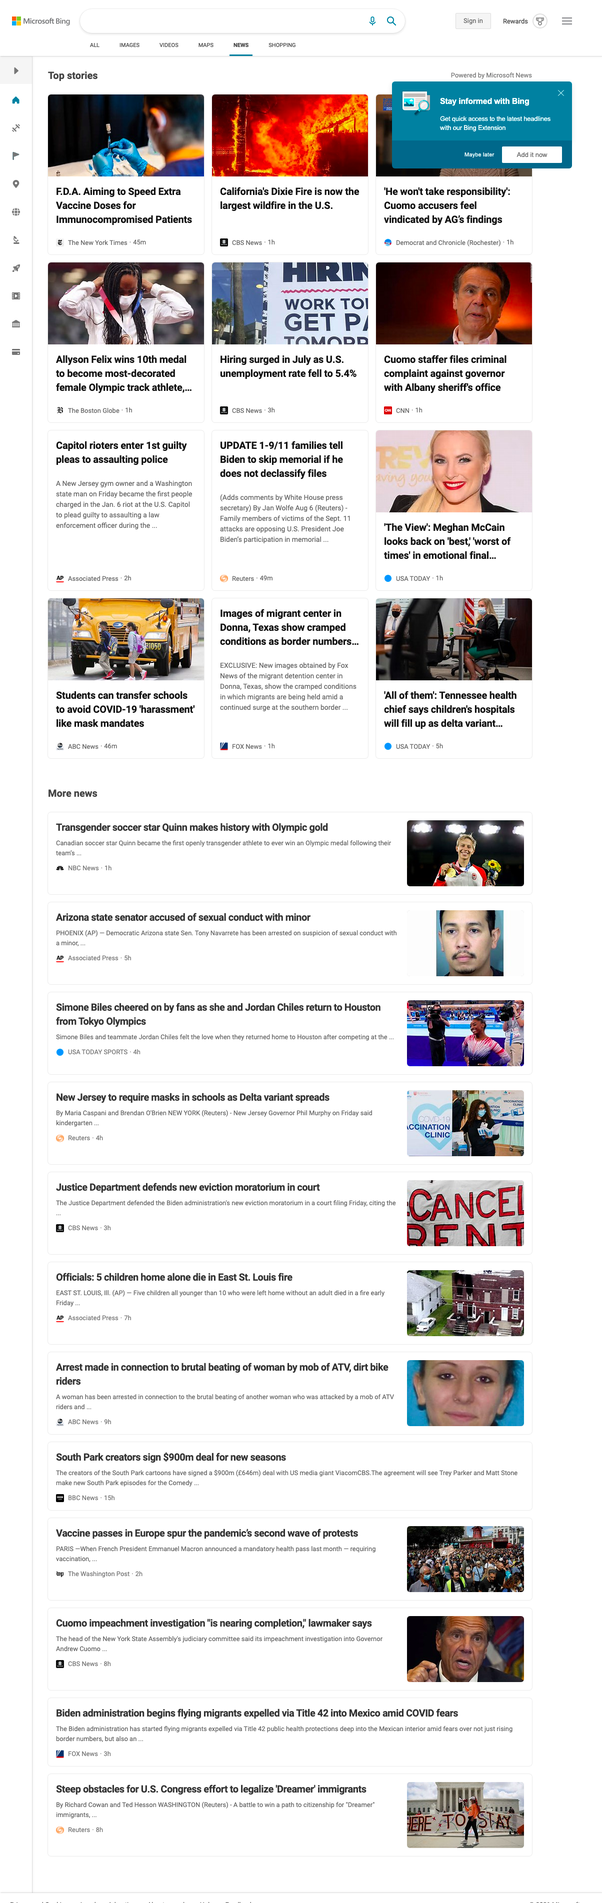 Microsoft Bing
Sign in
Rewards
ALL
IMAGES
VIDEOS
MAPS
NEWS
SHOPPING
Top stories
Powered by Microsoft News
Stay informed with Bing
Get quick access to the latest headlines
with our Bing Extension
Maybe later
Add it now
F.D.A. Aiming to Speed Extra
Vaccine Doses for
Immunocompromised Patients
The New York Times · 45m
California's Dixie Fire is now the
largest wildfire in the U.S.
CBS News · 1h
'He won't take responsibility':
Cuomo accusers feel
vindicated by AG's findings
Democrat and Chronicle (Rochester) · 1h
Allyson Felix wins 10th medal
to become most-decorated
female Olympic track athlete,...
The Boston Globe · 1h
HIRIN
WORK TO
GET PA
TOMORR
Hiring surged in July as U.S.
unemployment rate fell to 5.4%
CBS News · 3h
Cuomo staffer files criminal
complaint against governor
with Albany sheriff's office
CNN · 1h
Capitol rioters enter 1st guilty
pleas to assaulting police
A New Jersey gym owner and a Washington
state man on Friday became the first people
charged in the Jan. 6 riot at the U.S. Capitol
to plead guilty to assaulting a law
enforcement officer during the ...
AP Associated Press · 2h
UPDATE 1-9/11 families tell
Biden to skip memorial if he
does not declassify files
(Adds comments by White House press
secretary) By Jan Wolfe Aug 6 (Reuters) -
Family members of victims of the Sept. 11
attacks are opposing U.S. President Joe
Biden's participation in memorial ...
Reuters · 49m
'The View': Meghan McCain
looks back on 'best,' 'worst of
times' in emotional final...
USA TODAY · 1h
Students can transfer schools
to avoid COVID-19 'harassment'
like mask mandates
ABC News · 46m
Images of migrant center in
Donna, Texas show cramped
conditions as border numbers...
EXCLUSIVE: New images obtained by Fox
News of the migrant detention center in
Donna, Texas, show the cramped conditions
in which migrants are being held amid a
continued surge at the southern border ...
FOX News · 1h
'All of them': Tennessee health
chief says children's hospitals
will fill up as delta variant...
USA TODAY · 5h
More news
Transgender soccer star Quinn makes history with Olympic gold
Canadian soccer star Quinn became the first openly transgender athlete to ever win an Olympic medal following their
team's ...
NBC News · 1h
Arizona state senator accused of sexual conduct with minor
PHOENIX (AP) — Democratic Arizona state Sen. Tony Navarrete has been arrested on suspicion of sexual conduct with
a minor, ...
AP Associated Press · 5h
Simone Biles cheered on by fans as she and Jordan Chiles return to Houston
from Tokyo Olympics
Simone Biles and teammate Jordan Chiles felt the love when they returned home to Houston after competing at the ...
USA TODAY SPORTS · 4h
New Jersey to require masks in schools as Delta variant spreads
By Maria Caspani and Brendan O'Brien NEW YORK (Reuters) - New Jersey Governor Phil Murphy on Friday said
kindergarten ...
Reuters · 4h
COVID-19
ACCINATION
CLINIC
Justice Department defends new eviction moratorium in court
The Justice Department defended the Biden administration's new eviction moratorium in a court filing Friday, citing the
...
CBS News · 3h
CANCEL
RENT
Officials: 5 children home alone die in East St. Louis fire
EAST ST. LOUIS, Ill. (AP) — Five children all younger than 10 who were left home without an adult died in a fire early
Friday ...
AP Associated Press · 7h
Arrest made in connection to brutal beating of woman by mob of ATV, dirt bike
riders
A woman has been arrested in connection to the brutal beating of another woman who was attacked by a mob of ATV
riders and ...
ABC News · 9h
South Park creators sign $900m deal for new seasons
The creators of the South Park cartoons have signed a $900m (£646m) deal with US media giant ViacomCBS.The agreement will see Trey Parker and Matt Stone
make new South Park episodes for the Comedy ...
BBC News · 15h
Vaccine passes in Europe spur the pandemic's second wave of protests
PARIS —When French President Emmanuel Macron announced a mandatory health pass last month — requiring
vaccination, ...
wp The Washington Post · 2h
Cuomo impeachment investigation "is nearing completion," lawmaker says
The head of the New York State Assembly's judiciary committee said its impeachment investigation into Governor
Andrew Cuomo ...
CBS News · 8h
Biden administration begins flying migrants expelled via Title 42 into Mexico amid COVID fears
The Biden administration has started flying migrants expelled via Title 42 public health protections deep into the Mexican interior amid fears over not just rising
border numbers, but also an ...
FOX News · 3h
Steep obstacles for U.S. Congress effort to legalize 'Dreamer' immigrants
By Richard Cowan and Ted Hesson WASHINGTON (Reuters) - A battle to win a path to citizenship for "Dreamer"
immigrants, ...
Reuters · 8h
HERE TO STAY